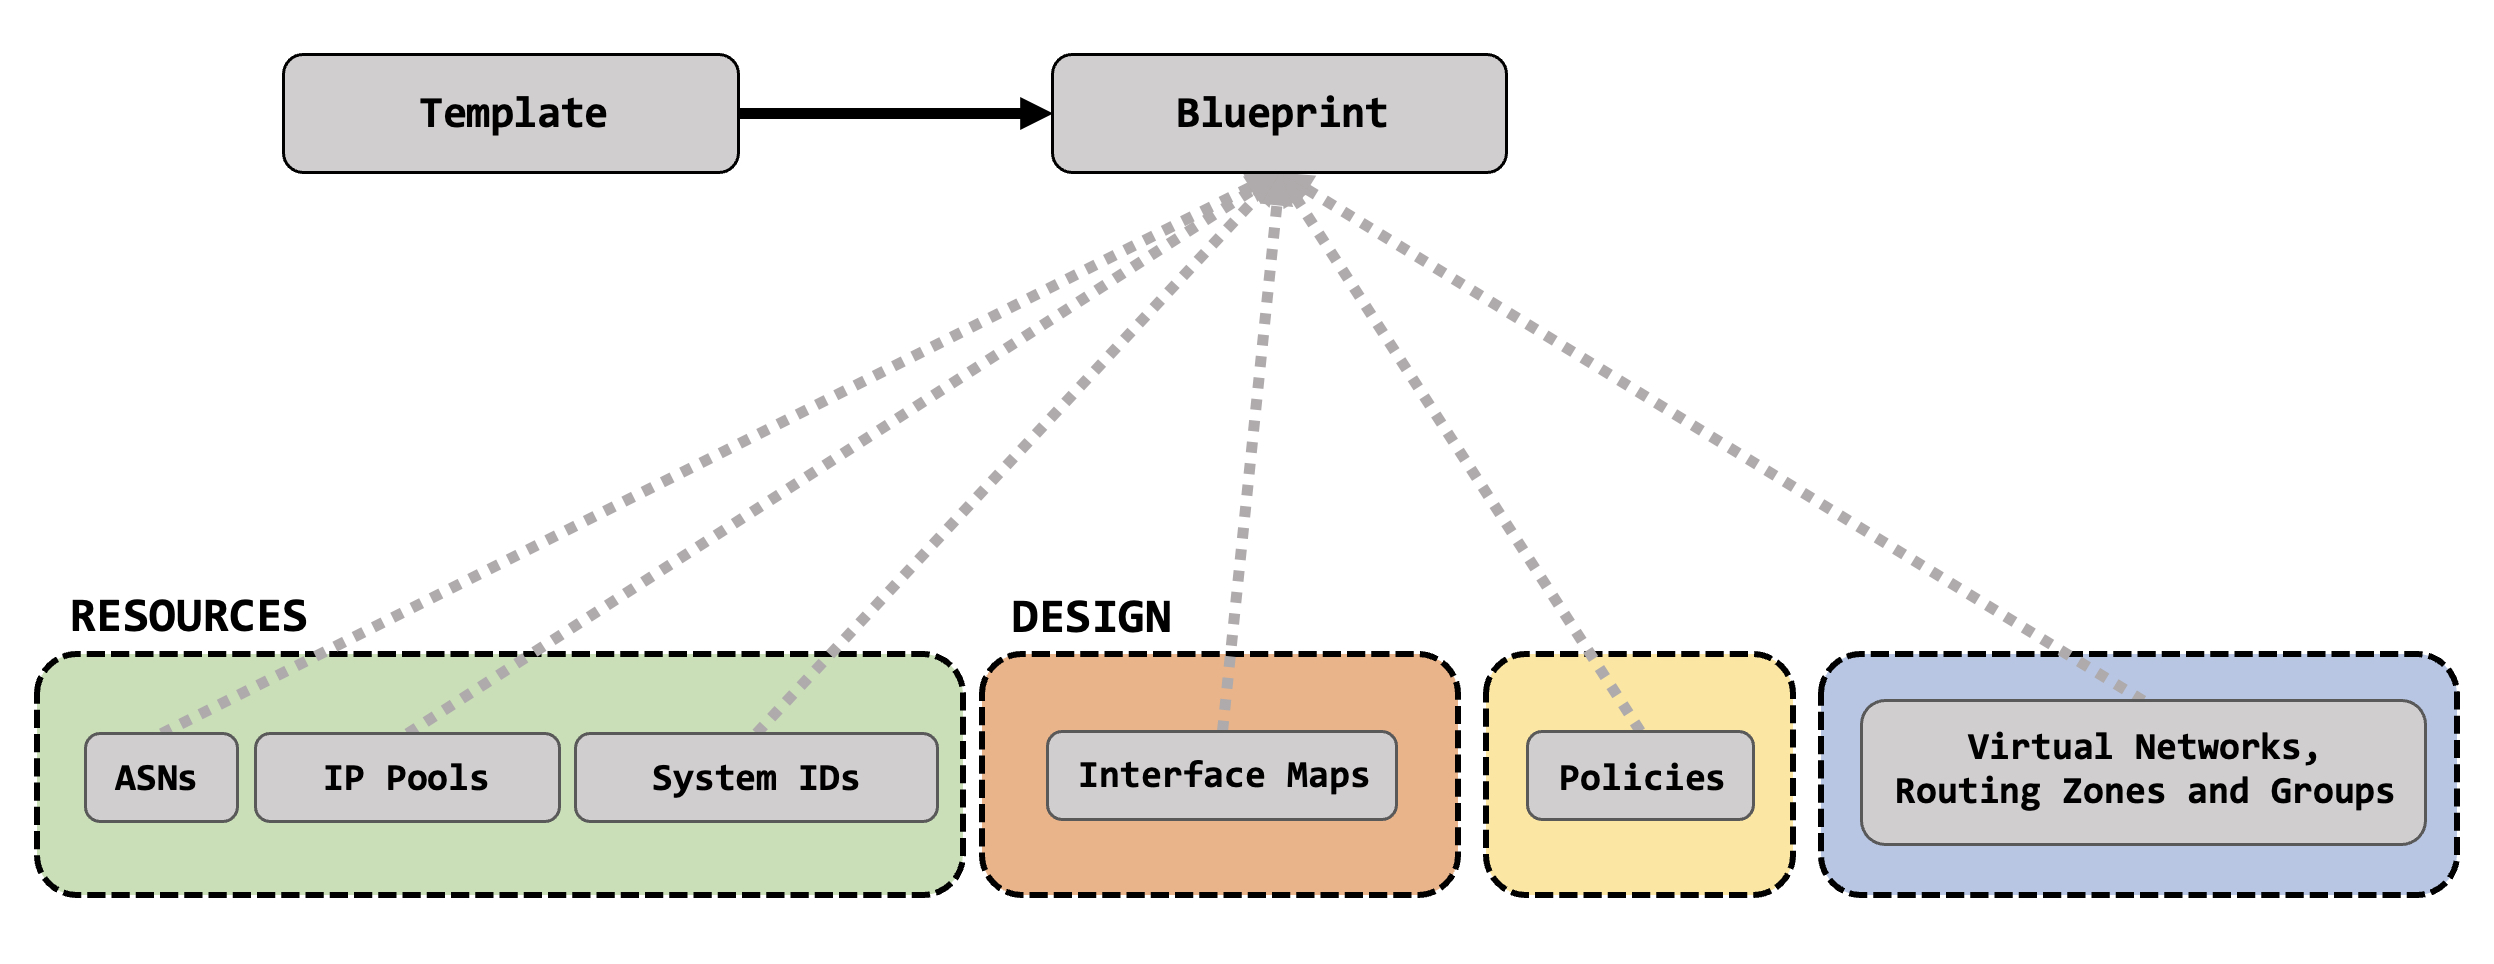 Template
Blueprint
RESOURCES
DESIGN
ASNs
IP Pools
System IDs
Interface Maps
Policies
Virtual Networks,
Routing Zones and Groups